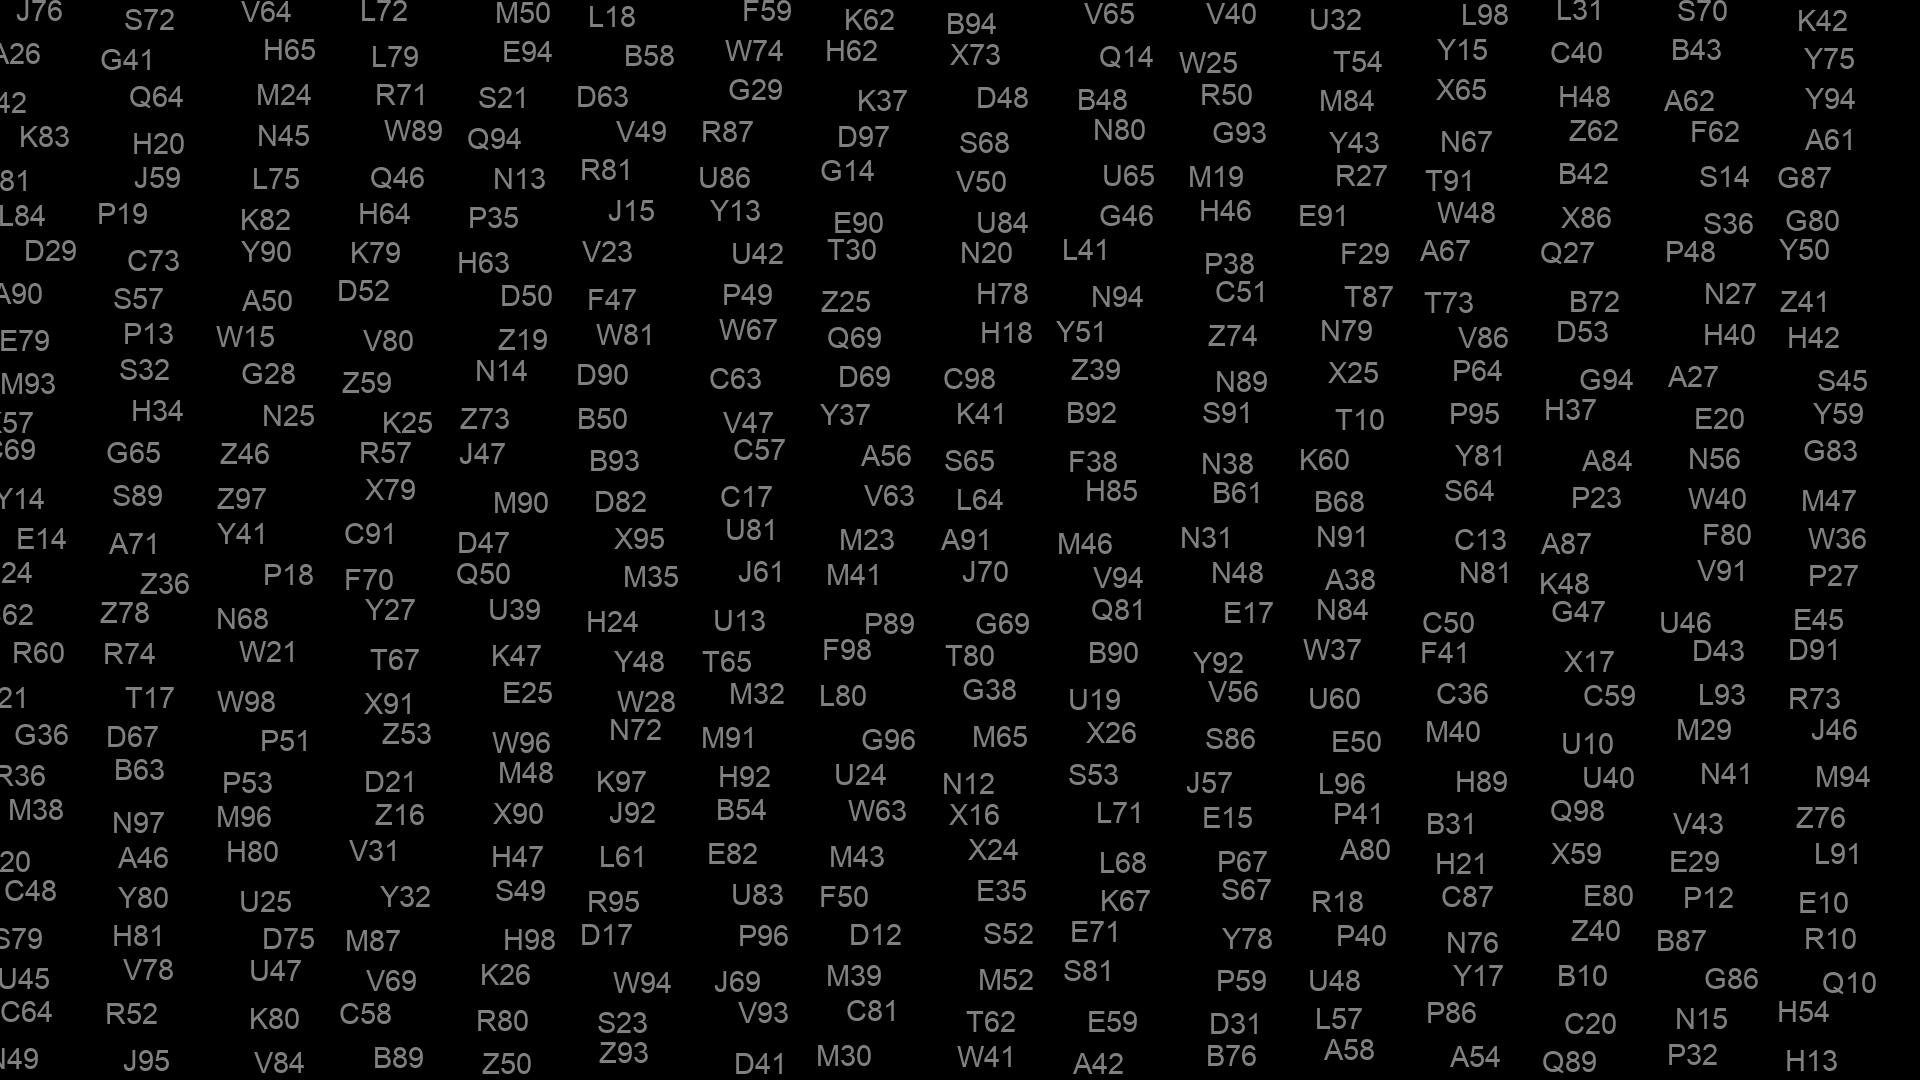 J76 S72 V64 L72 M50 L18 F59 K62 B94 V65 V40 U32 L98 L31 S70 K42
A26 G41 H65 L79 E94 B58 W74 H62 X73 Q14 W25 T54 Y15 C40 B43 Y75
42 Q64 M24 R71 S21 D63 G29 K37 D48 B48 R50 M84 X65 H48 A62 Y94
K83 H20 N45 W89 Q94 V49 R87 D97 S68 N80 G93 Y43 N67 Z62 F62 A61
81 J59 L75 Q46 N13 R81 U86 G14 V50 U65 M19 R27 T91 B42 S14 G87
L84 P19 K82 H64 P35 J15 Y13 E90 U84 G46 H46 E91 W48 X86 S36 G80
D29 C73 Y90 K79 H63 V23 U42 T30 N20 L41 P38 F29 A67 Q27 P48 Y50
A90 S57 A50 D52 D50 F47 P49 Z25 H78 N94 C51 T87 T73 B72 N27 Z41
E79 P13 W15 V80 Z19 W81 W67 Q69 H18 Y51 Z74 N79 V86 D53 H40 H42
M93 S32 G28 Z59 N14 D90 C63 D69 C98 Z39 N89 X25 P64 G94 A27 S45
57 H34 N25 K25 Z73 B50 V47 Y37 K41 B92 S91 T10 P95 H37 E20 Y59
69 G65 Z46 R57 J47 B93 C57 A56 S65 F38 N38 K60 Y81 A84 N56 G83
Y14 S89 Z97 X79 M90 D82 C17 V63 L64 H85 B61 B68 S64 P23 W40 M47
E14 A71 Y41 C91 D47 X95 U81 M23 A91 M46 N31 N91 C13 A87 F80 W36
24 Z36 P18 F70 Q50 M35 J61 M41 J70 V94 N48 A38 N81 K48 V91 P27
62 Z78 N68 Y27 U39 H24 U13 P89 G69 Q81 E17 N84 C50 G47 U46 E45
R60 R74 W21 T67 K47 Y48 T65 F98 T80 B90 Y92 W37 F41 X17 D43 D91
21 T17 W98 X91 E25 W28 M32 L80 G38 U19 V56 U60 C36 C59 L93 R73
G36 D67 P51 Z53 W96 N72 M91 G96 M65 X26 S86 E50 M40 U10 M29 J46
R36 B63 P53 D21 M48 K97 H92 U24 N12 S53 J57 L96 H89 U40 N41 M94
M38 N97 M96 Z16 X90 J92 B54 W63 X16 L71 E15 P41 B31 Q98 V43 Z76
20 A46 H80 V31 H47 L61 E82 M43 X24 L68 P67 A80 H21 X59 E29 L91
C48 Y80 U25 Y32 S49 R95 U83 F50 E35 K67 S67 R18 C87 E80 P12 E10
S79 H81 D75 M87 H98 D17 P96 D12 S52 E71 Y78 P40 N76 Z40 B87 R10
U45 V78 U47 V69 K26 W94 J69 M39 M52 S81 P59 U48 Y17 B10 G86 Q10
C64 R52 K80 C58 R80 S23 V93 C81 T62 E59 D31 L57 P86 C20 N15 H54
N49 J95 V84 B89 Z50 Z93 D41 M30 W41 A42 B76 A58 A54 Q89 P32 H13